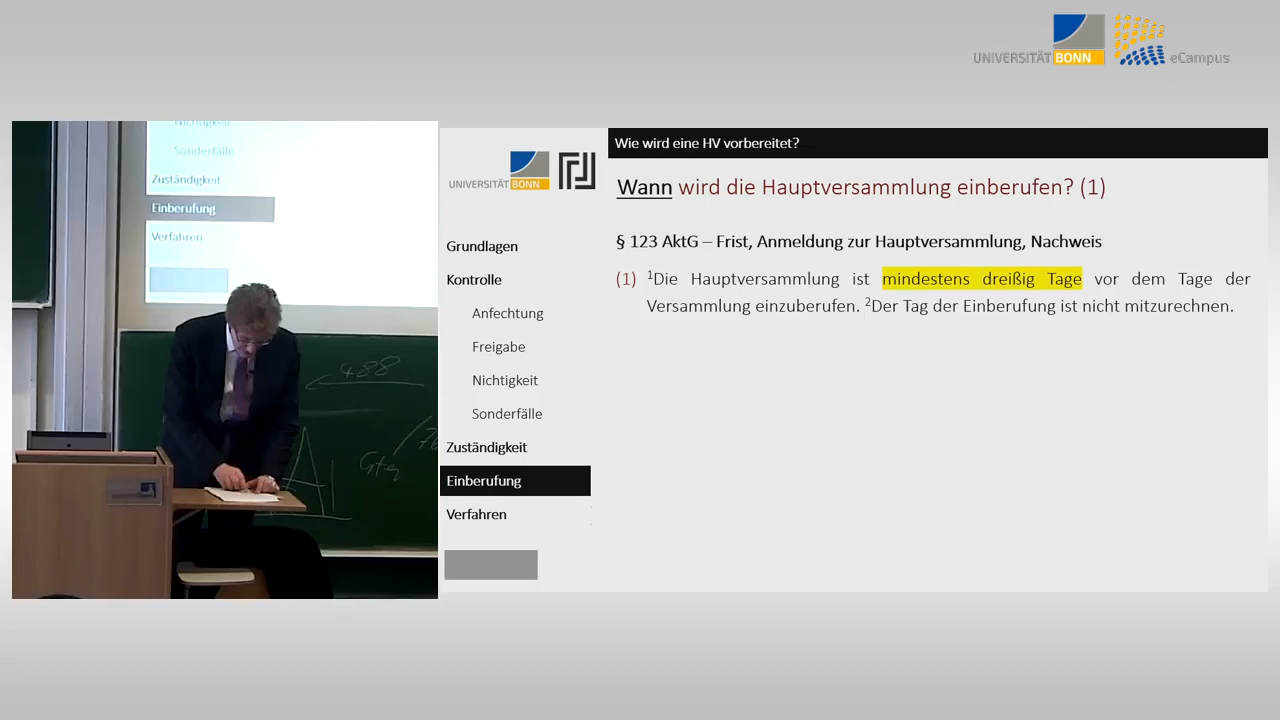 UNIVERSITÄT BONN
eCampus
Nichtigkeit
Sonderfälle
Zuständigkeit
Einberufung
Verfahren
488
UNIVERSITÄT BONN
Grundlagen
Kontrolle
Anfechtung
Freigabe
Nichtigkeit
Sonderfälle
Zuständigkeit
Einberufung
Verfahren
Wie wird eine HV vorbereitet?
Wann wird die Hauptversammlung einberufen? (1)
§ 123 AktG – Frist, Anmeldung zur Hauptversammlung, Nachweis
(1) ¹Die Hauptversammlung ist mindestens dreißig Tage vor dem Tage der
Versammlung einzuberufen. ²Der Tag der Einberufung ist nicht mitzurechnen.